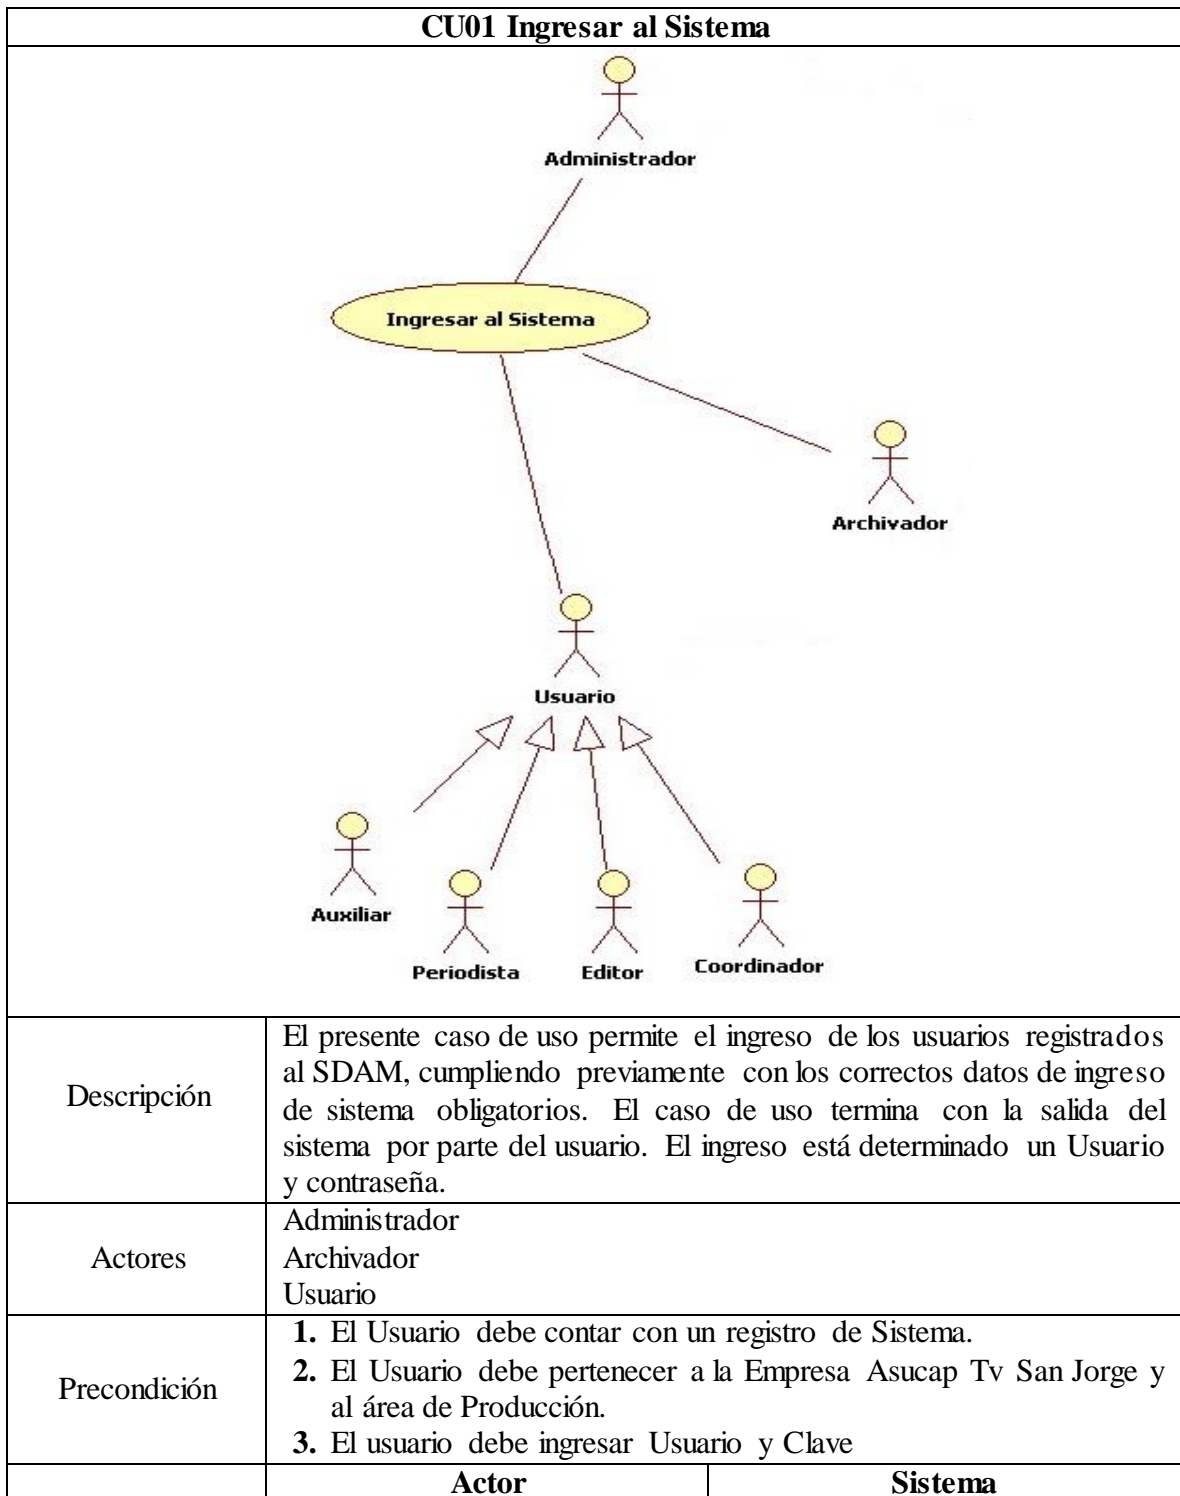 CU01 Ingresar al Sistema
Administrador
Ingresar al Sistema
Archivador
Usuario
Auxiliar
Periodista
Editor
Coordinador
Descripción
El presente caso de uso permite el ingreso de los usuarios registrados
al SDAM, cumpliendo previamente con los correctos datos de ingreso
de sistema obligatorios. El caso de uso termina con la salida del
sistema por parte del usuario. El ingreso está determinado un Usuario
y contraseña.
Actores
Administrador
Archivador
Usuario
Precondición
1. El Usuario debe contar con un registro de Sistema.
2. El Usuario debe pertenecer a la Empresa Asucap Tv San Jorge y
al área de Producción.
3. El usuario debe ingresar Usuario y Clave
Actor Sistema